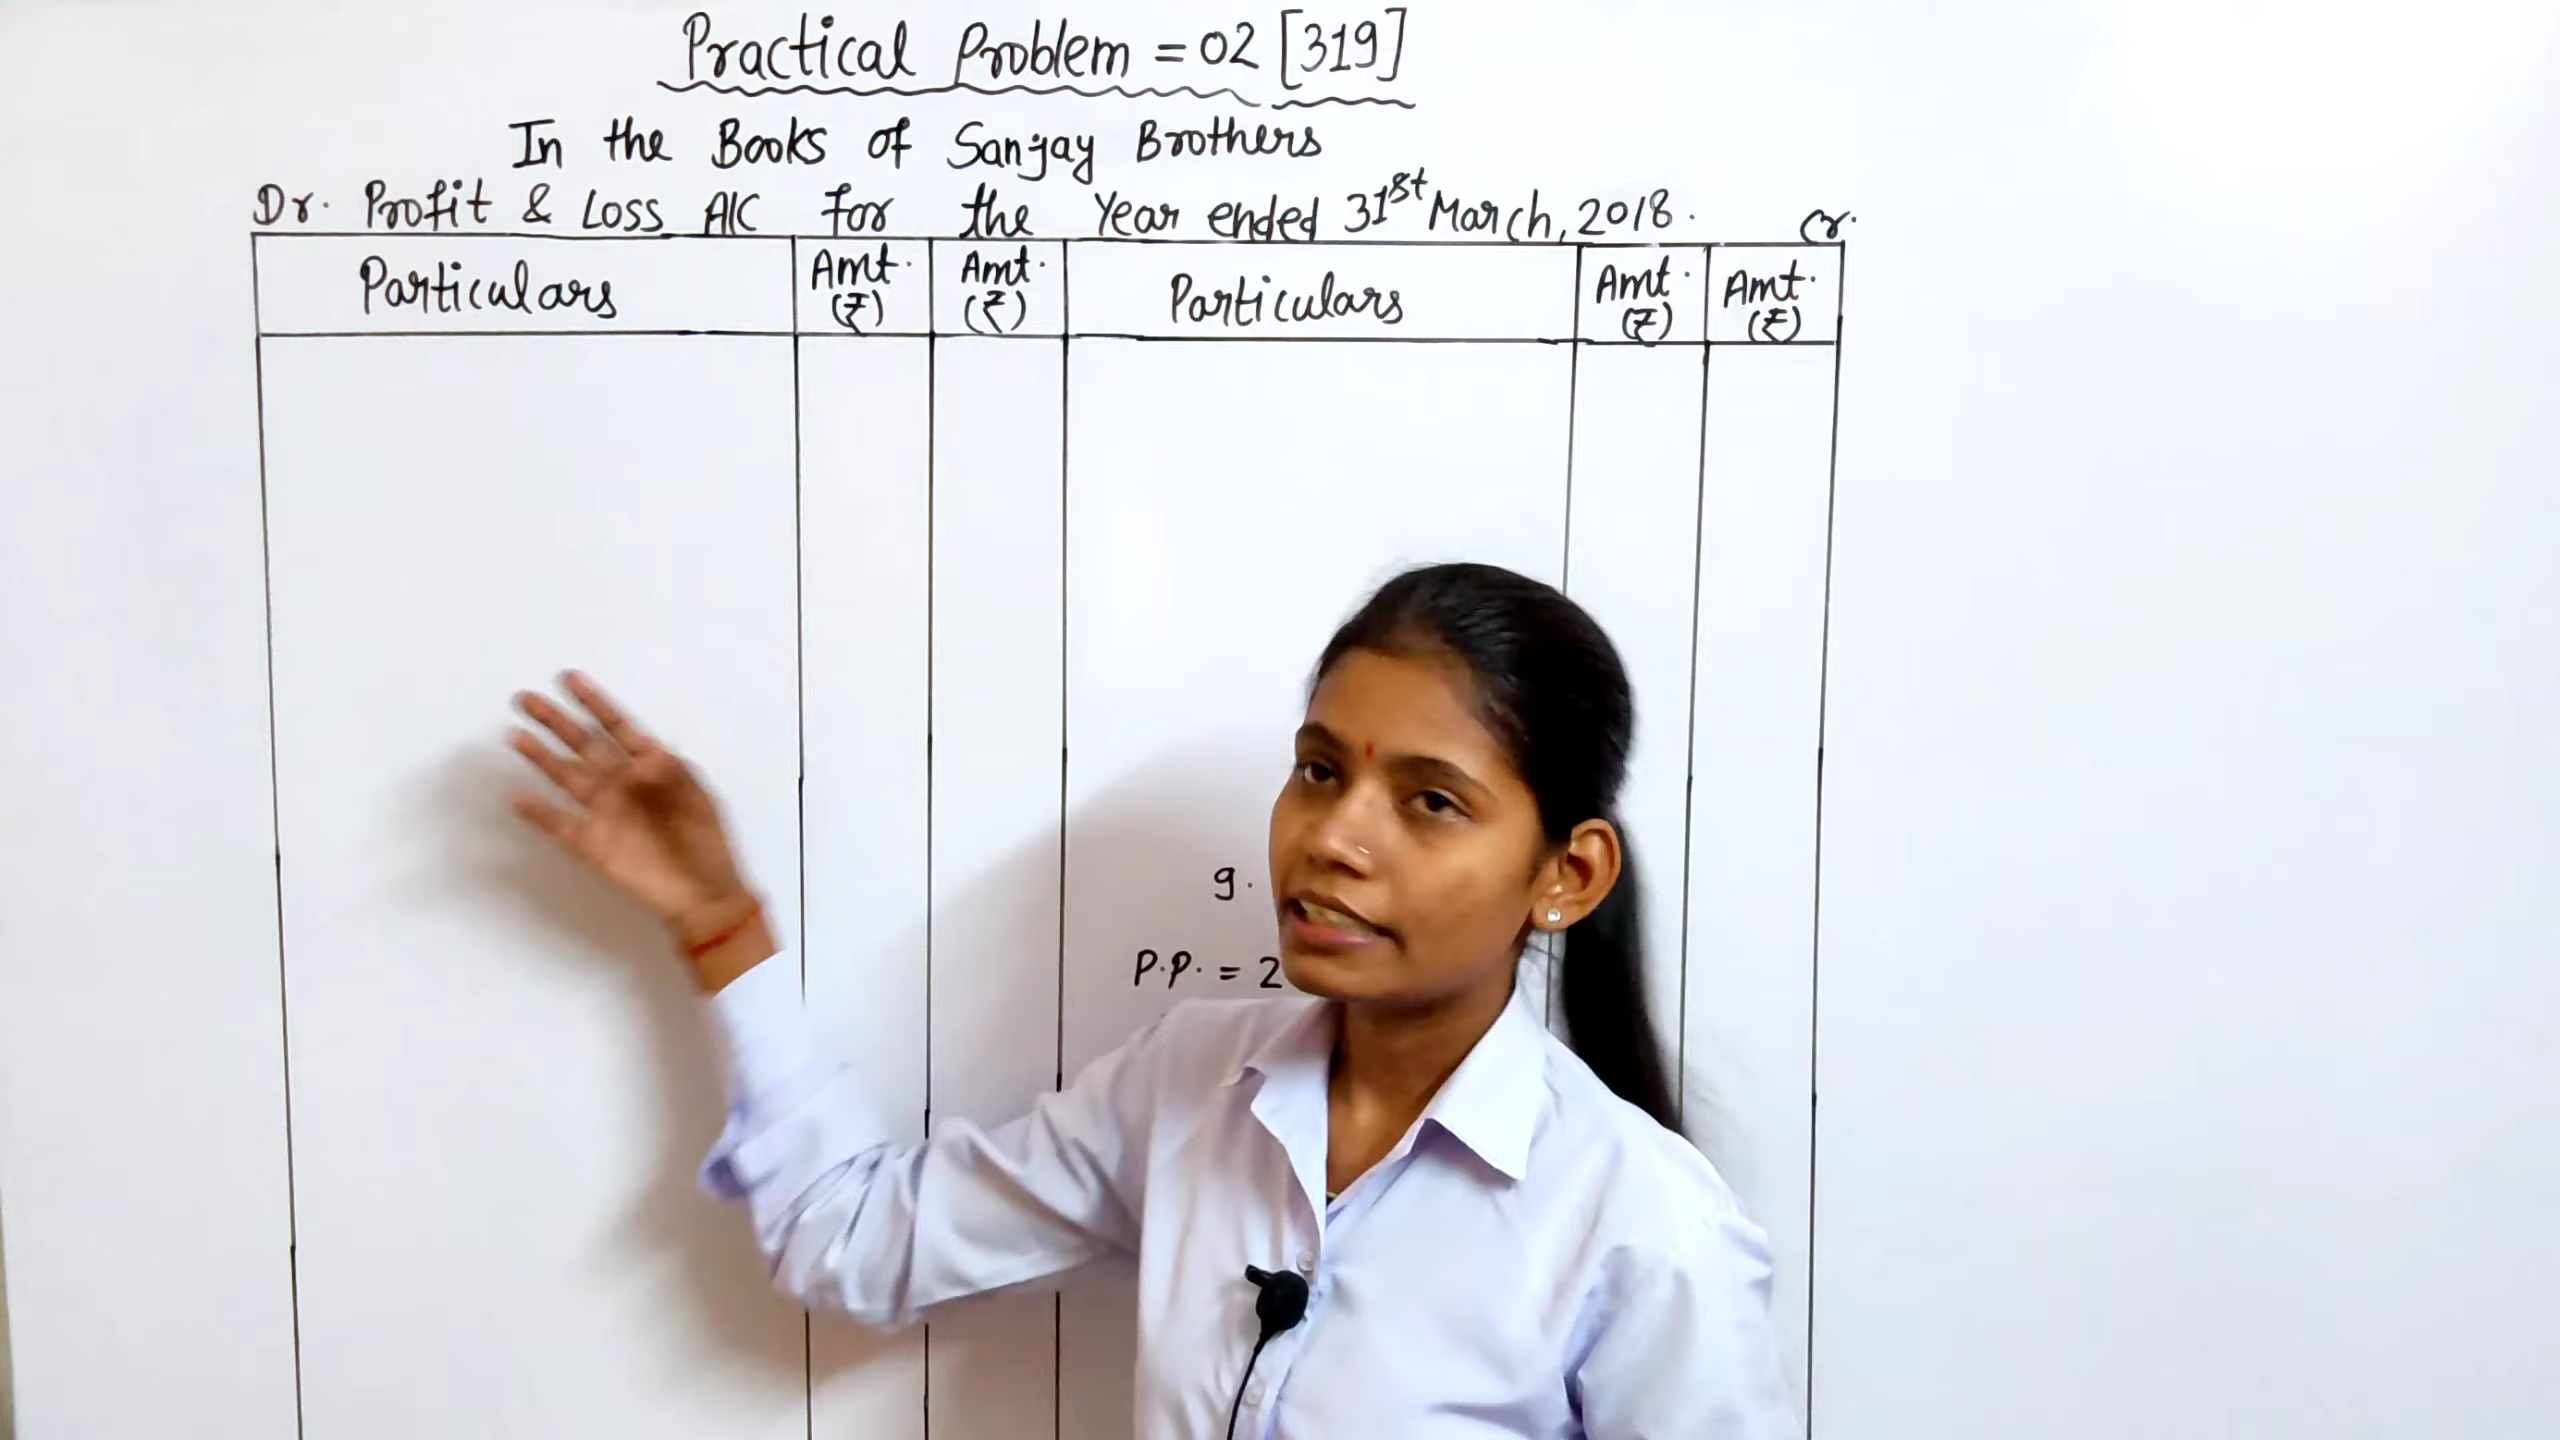 Practical Problem = 02 [319]
In the Books of Sanjay Brothers
Dr. Profit & Loss A/C for the Year ended 31st March, 2018. Cr.
Particulars Amt. (₹) Amt. (₹) Particulars Amt. (₹) Amt. (₹)
g.
P.P. = 2